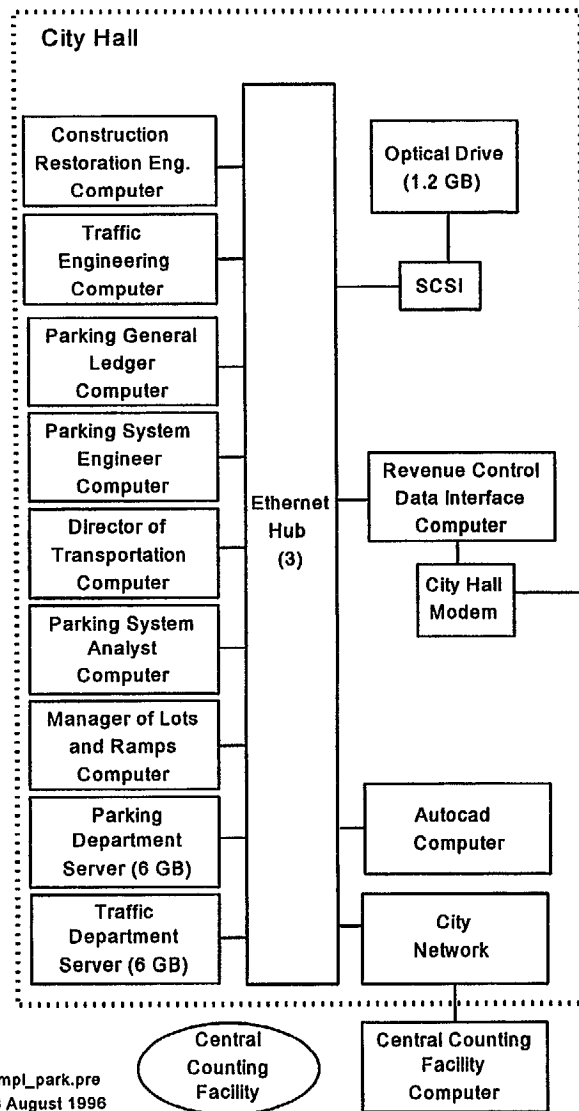 City Hall
Construction
Restoration Eng.
Computer
Traffic
Engineering
Computer
Parking General
Ledger
Computer
Parking System
Engineer
Computer
Director of
Transportation
Computer
Parking System
Analyst
Computer
Manager of Lots
and Ramps
Computer
Parking
Department
Server (6 GB)
Traffic
Department
Server (6 GB)
Ethernet
Hub
(3)
Optical Drive
(1.2 GB)
SCSI
Revenue Control
Data Interface
Computer
City Hall
Modem
Autocad
Computer
City
Network
Central
Counting
Facility
Central Counting
Facility
Computer
mpl_park.pre
August 1996